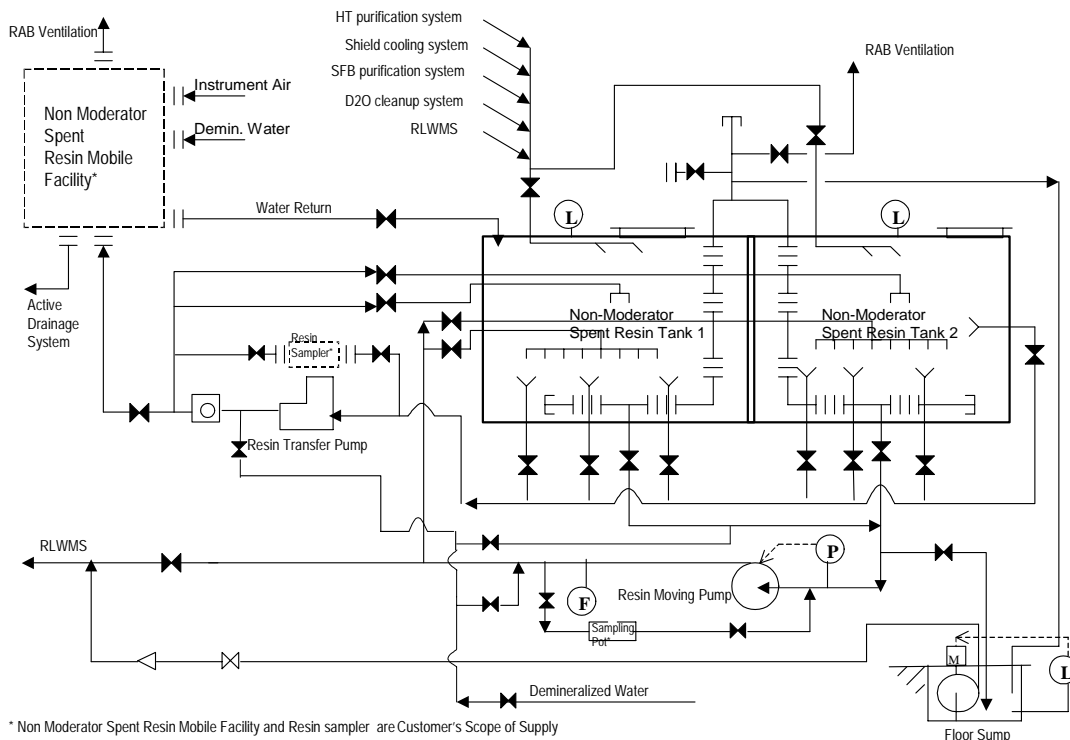 HT purification system
RAB Ventilation
Shield cooling system
RAB Ventilation
SFB purification system
Instrument Air
D2O cleanup system
Non Moderator
Spent
Resin Mobile
Facility*
Demin. Water
RLWMS
Water Return
L
L
Active
Drainage
System
Non-Moderator
Spent Resin Tank 1
Non-Moderator
Spent Resin Tank 2
Resin
Sampler*
Resin Transfer Pump
RLWMS
P
Resin Moving Pump
F
Sampling
Pot*
M
L
Demineralized Water
* Non Moderator Spent Resin Mobile Facility and Resin sampler are Customer's Scope of Supply
Floor Sump